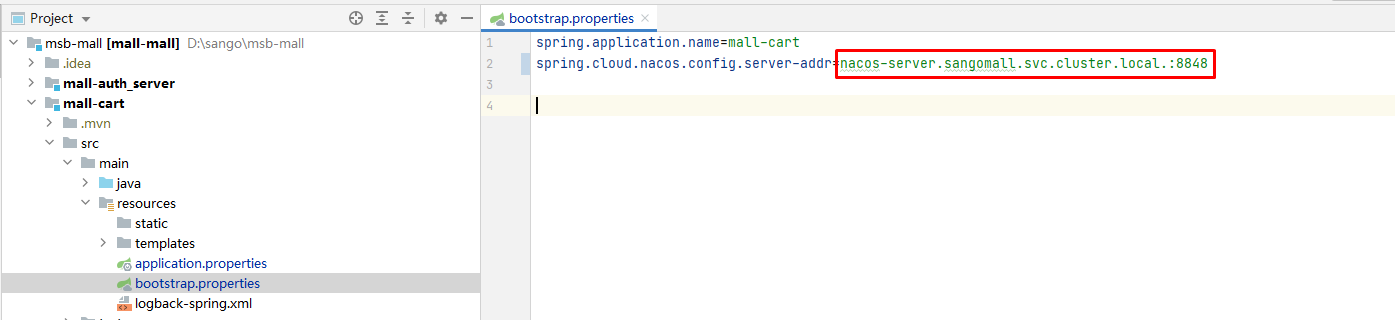 Project
msb-mall [mall-mall] D:\sango\msb-mall
.idea
mall-auth_server
mall-cart
.mvn
src
main
java
resources
static
templates
application.properties
bootstrap.properties
logback-spring.xml
bootstrap.properties
1 spring.application.name=mall-cart
2 spring.cloud.nacos.config.server-addr=nacos-server.sangomall.svc.cluster.local.:8848
3
4